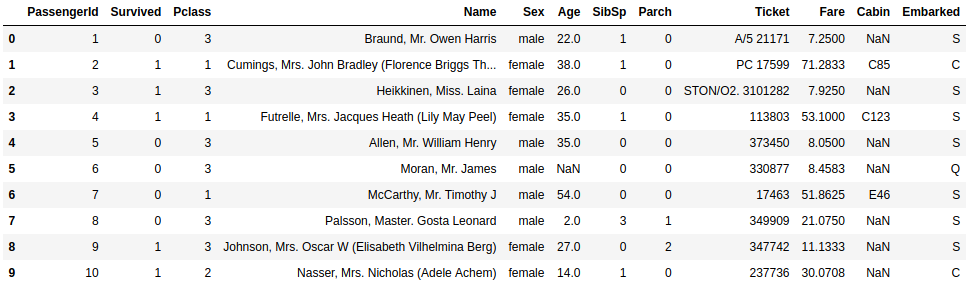 PassengerId Survived Pclass Name Sex Age SibSp Parch Ticket Fare Cabin Embarked
0 1 0 3 Braund, Mr. Owen Harris male 22.0 1 0 A/5 21171 7.2500 NaN S
1 2 1 1 Cumings, Mrs. John Bradley (Florence Briggs Th... female 38.0 1 0 PC 17599 71.2833 C85 C
2 3 1 3 Heikkinen, Miss. Laina female 26.0 0 0 STON/O2. 3101282 7.9250 NaN S
3 4 1 1 Futrelle, Mrs. Jacques Heath (Lily May Peel) female 35.0 1 0 113803 53.1000 C123 S
4 5 0 3 Allen, Mr. William Henry male 35.0 0 0 373450 8.0500 NaN S
5 6 0 3 Moran, Mr. James male NaN 0 0 330877 8.4583 NaN Q
6 7 0 1 McCarthy, Mr. Timothy J male 54.0 0 0 17463 51.8625 E46 S
7 8 0 3 Palsson, Master. Gosta Leonard male 2.0 3 1 349909 21.0750 NaN S
8 9 1 3 Johnson, Mrs. Oscar W (Elisabeth Vilhelmina Berg) female 27.0 0 2 347742 11.1333 NaN S
9 10 1 2 Nasser, Mrs. Nicholas (Adele Achem) female 14.0 1 0 237736 30.0708 NaN C